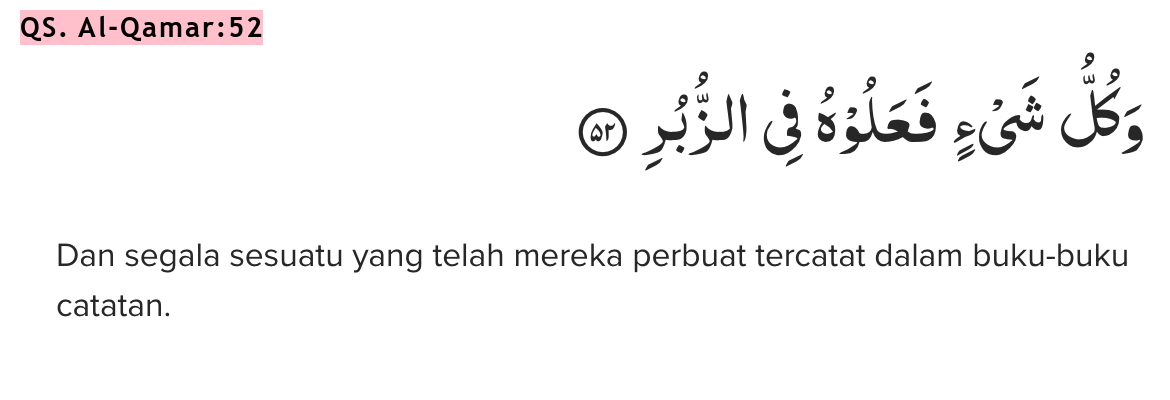 QS. Al-Qamar:52
وَكُلُّ شَيْءٍ فَعَلُوْهُ فِى الزُّبُرِ ۝٥٢
Dan segala sesuatu yang telah mereka perbuat tercatat dalam buku-buku
catatan.